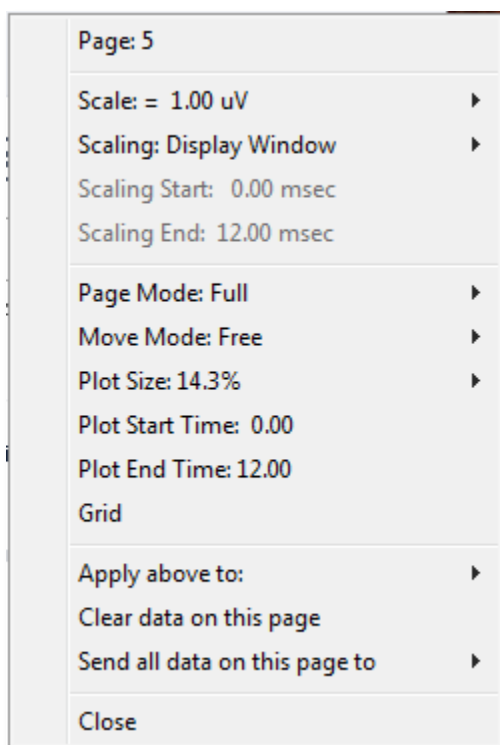 Page: 5
Scale: = 1.00 uV
Scaling: Display Window
Scaling Start: 0.00 msec
Scaling End: 12.00 msec
Page Mode: Full
Move Mode: Free
Plot Size: 14.3%
Plot Start Time: 0.00
Plot End Time: 12.00
Grid
Apply above to:
Clear data on this page
Send all data on this page to
Close